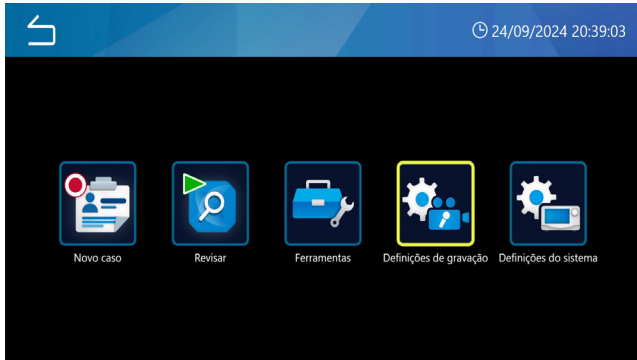 24/09/2024 20:39:03
Novo caso
Revisar
Ferramentas
Definições de gravação
Definições do sistema